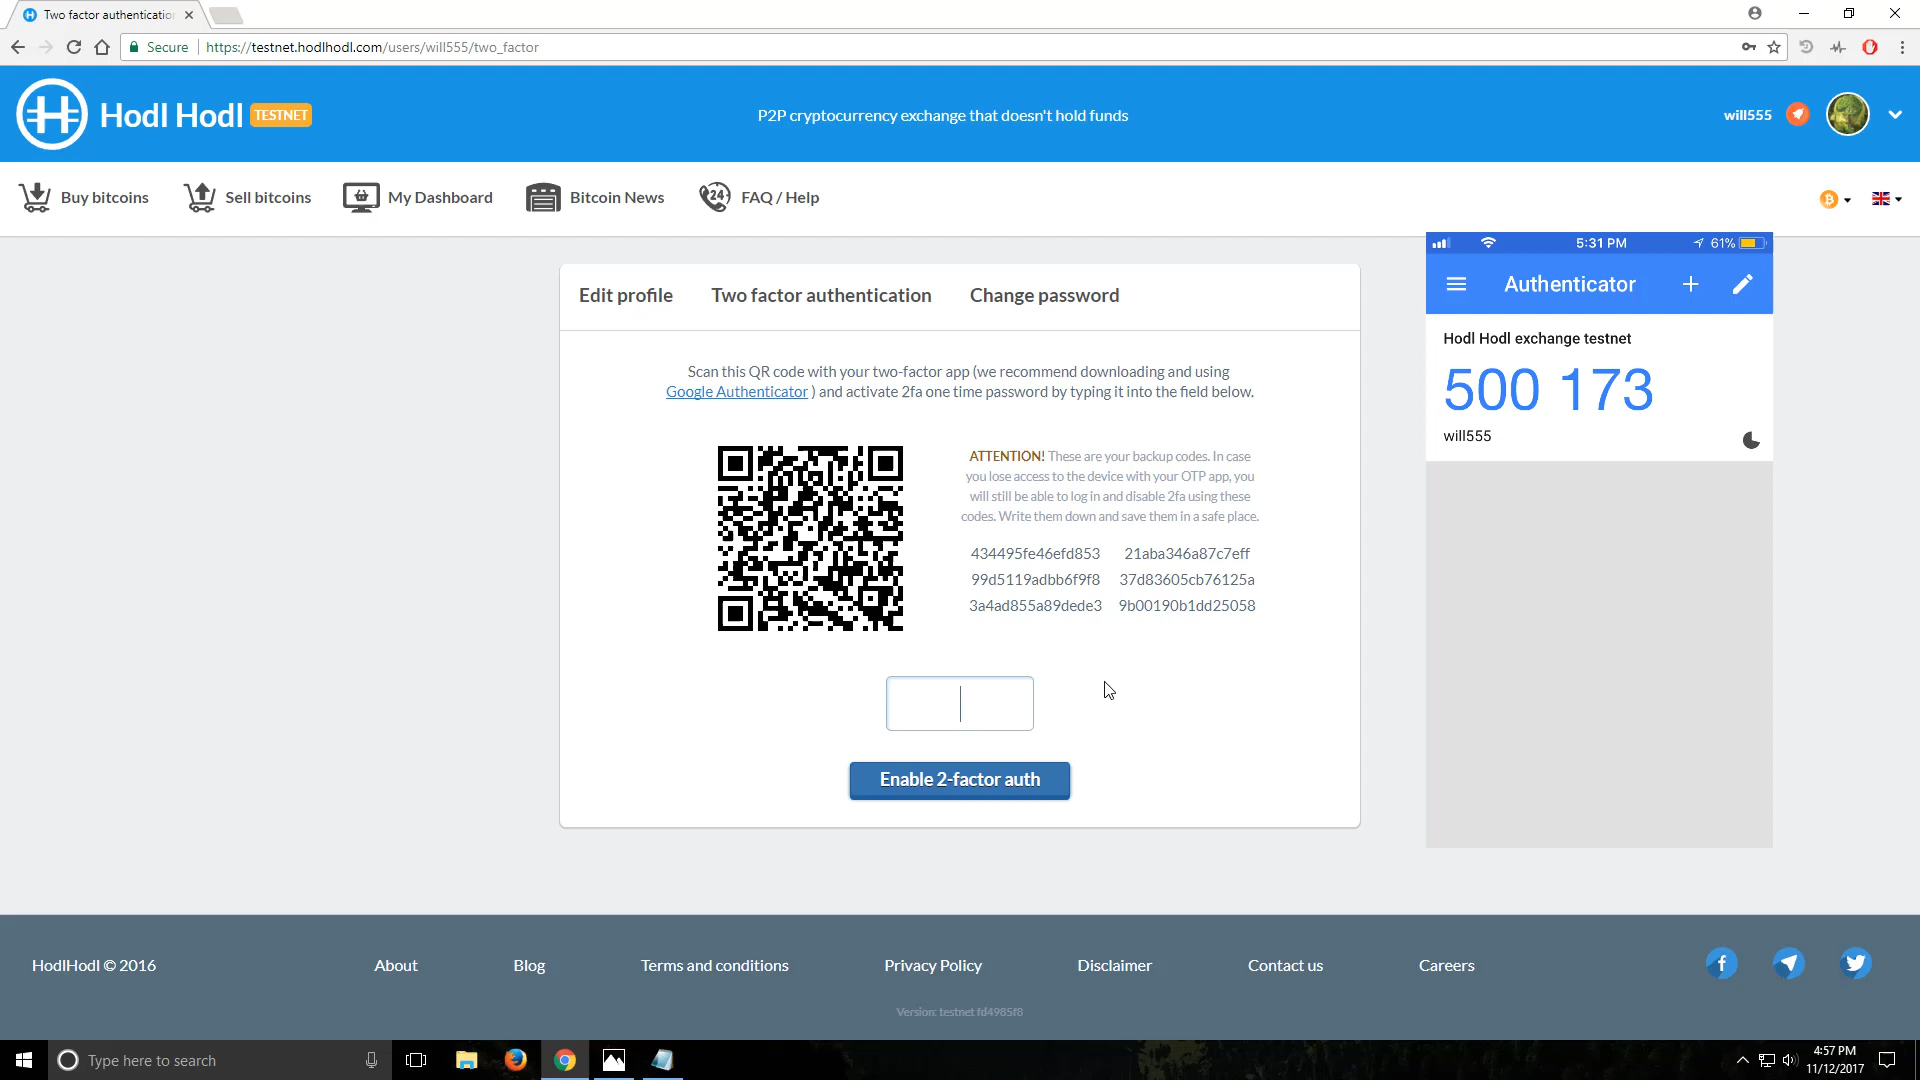 Two factor authenticatio
Secure
https://testnet.hodlhodl.com/users/will555/two_factor
Hodl Hodl TESTNET
P2P cryptocurrency exchange that doesn't hold funds
will555
Buy bitcoins
Sell bitcoins
My Dashboard
24
Bitcoin News
FAQ / Help
Edit profile
Two factor authentication
Change password
Scan this QR code with your two-factor app (we recommend downloading and using
Google Authenticator ) and activate 2fa one time password by typing it into the field below.
ATTENTION! These are your backup codes. In case
you lose access to the device with your OTP app, you
will still be able to log in and disable 2fa using these
codes. Write them down and save them in a safe place.
434495fe46efd853 21aba346a87c7eff
99d5119adbb6f9f8 37d83605cb76125a
3a4ad855a89dede3 9b00190b1dd25058
Enable 2-factor auth
5:31 PM
61%
Authenticator
Hodl Hodl exchange testnet
500 173
will555
HodlHodl © 2016
About
Blog
Terms and conditions
Privacy Policy
Disclaimer
Contact us
Careers
Version: testnet fd4985f8
Type here to search
4:57 PM
11/12/2017